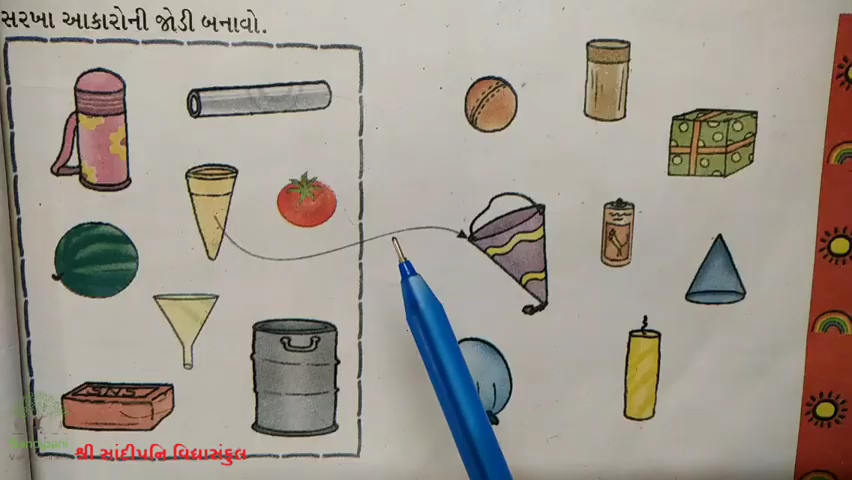 સરખા આકારોની જોડી બનાવો.
શ્રી સાંદીપનિ વિદ્યાસંકુલ